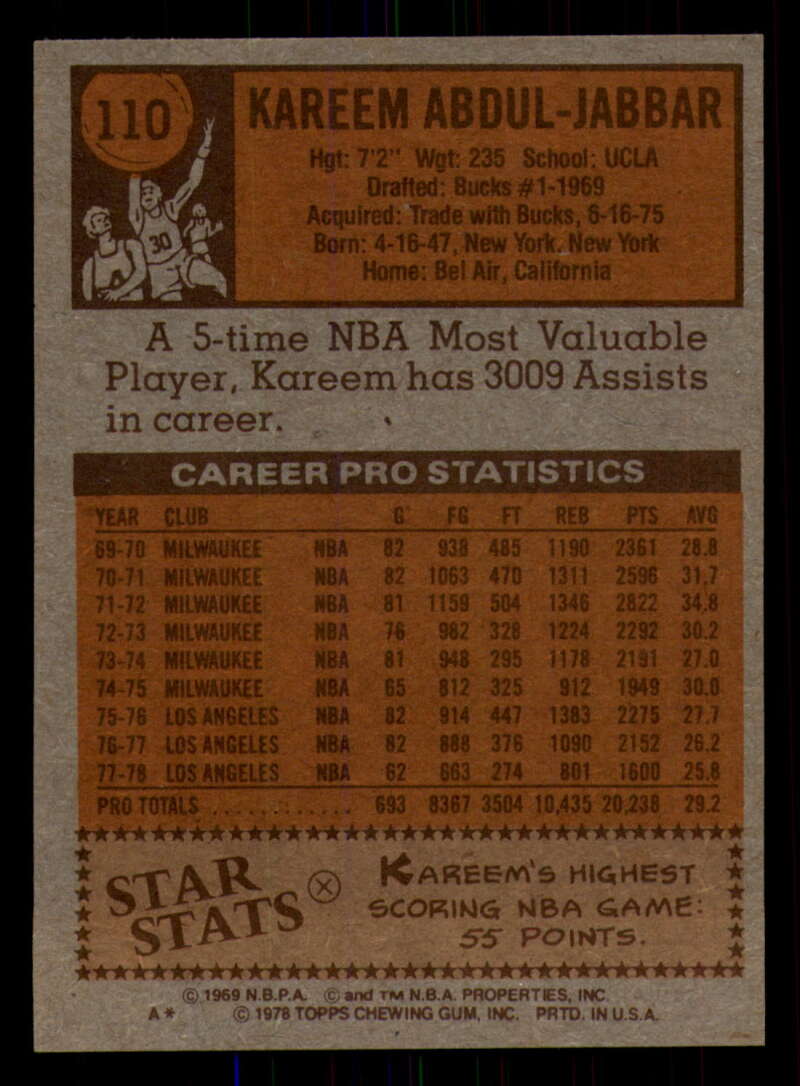 110
KAREEM ABDUL-JABBAR
Hgt: 7'2" Wgt: 235 School: UCLA
Drafted: Bucks #1-1969
Acquired: Trade with Bucks, 6-16-75
Born: 4-16-47, New York, New York
Home: Bel Air, California
30
A 5-time NBA Most Valuable
Player, Kareem has 3009 Assists
in career.
CAREER PRO STATISTICS
YEAR CLUB G FG FT REB PTS AVG
69-70 MILWAUKEE NBA 82 938 485 1190 2361 28.8
70-71 MILWAUKEE NBA 82 1063 470 1311 2596 31.7
71-72 MILWAUKEE NBA 81 1159 504 1346 2822 34.8
72-73 MILWAUKEE NBA 76 982 328 1224 2292 30.2
73-74 MILWAUKEE NBA 81 948 295 1178 2191 27.0
74-75 MILWAUKEE NBA 65 812 325 912 1949 30.0
75-76 LOS ANGELES NBA 82 914 447 1383 2275 27.7
76-77 LOS ANGELES NBA 82 888 376 1090 2152 26.2
77-78 LOS ANGELES NBA 62 663 274 801 1600 25.8
PRO TOTALS ............. 693 8367 3504 10,435 20,238 29.2
STAR
STATS
KAREEM'S HIGHEST
SCORING NBA GAME:
55 POINTS.
© 1969 N.B.P.A. © and TM N.B.A. PROPERTIES, INC.
A* © 1978 TOPPS CHEWING GUM, INC. PRTD. IN U.S.A.